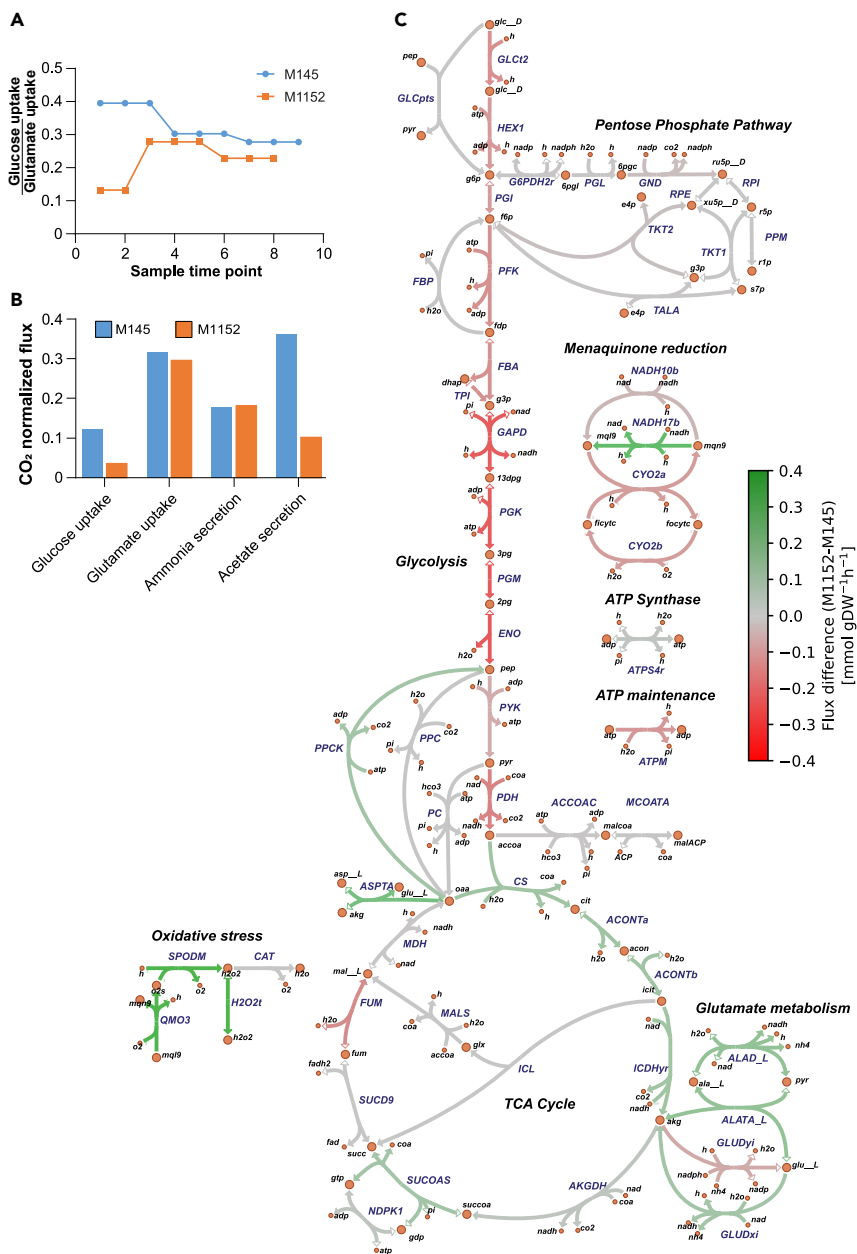 A
Glucose uptake
Glutamate uptake
0.5
0.4
0.3
0.2
0.1
0
0
2
4
6
8
10
Sample time point
M145
M1152
B
CO₂ normalized flux
0.4
0.3
0.2
0.1
0
M145
M1152
Glucose uptake
Glutamate uptake
Ammonia secretion
Acetate secretion
C
glc__D
h
pep
GLCt2
h
glc__D
GLCpts
atp
HEX1
pyr
adp
h
g6p
Pentose Phosphate Pathway
nadp
h
nadph
h2o
h
6pgc
nadp
co2
nadph
ru5p__D
G6PDH2r
6pgl
PGL
GND
RPE
RPI
PGI
e4p
xu5p__D
r5p
f6p
TKT2
TKT1
PPM
pi
atp
FBP
PFK
h
g3p
r1p
s7p
h2o
adp
e4p
TALA
fdp
FBA
dhap
TPI
g3p
pi
nad
GAPD
h
nadh
13dpg
adp
PGK
atp
Glycolysis
3pg
PGM
2pg
ENO
h2o
pep
Menaquinone reduction
NADH10b
nad
nadh
h
nad
NADH17b
nadh
mql9
mqn9
h
h
CYO2a
h
h
ficytc
focytc
CYO2b
h2o
o2
ATP Synthase
h
h2o
adp
atp
pi
h
ATPS4r
ATP maintenance
h
atp
adp
h2o
pi
ATPM
0.4
0.3
0.2
0.1
0.0
−0.1
−0.2
−0.3
−0.4
Flux difference (M1152-M145)
[mmol gDW⁻¹h⁻¹]
h
adp
PYK
atp
h2o
adp
co2
PPCK
PPC
co2
pi
h
atp
pyr
hco3
nad
coa
atp
PDH
PC
pi
nadh
co2
adp
h
accoa
ACCOAC
MCOATA
atp
adp
malcoa
malACP
hco3
h
pi
ACP
coa
asp__L
ASPTA
glu__L
akg
oaa
CS
coa
h2o
h
cit
ACONTa
h
nadh
MDH
nad
h2o
acon
h2o
ACONTb
mal__L
icit
Oxidative stress
SPODM
CAT
h
h2o2
h2o
o2s
o2
o2
mqn9
h
H2O2t
QMO3
o2
h2o2
mql9
FUM
h2o
fum
MALS
h
coa
h2o
accoa
glx
ICL
fadh2
SUCD9
TCA Cycle
fad
succ
coa
nad
ICDHyr
co2
nadh
akg
Glutamate metabolism
h2o
nadh
h
nh4
ALAD_L
nad
ala__L
pyr
ALATA_L
GLUDyi
h
h2o
nadph
nh4
nadp
glu__L
h
h2o
nadh
nad
nh4
GLUDxi
gtp
SUCOAS
pi
succoa
adp
NDPK1
gdp
atp
AKGDH
nad
coa
nadh
co2